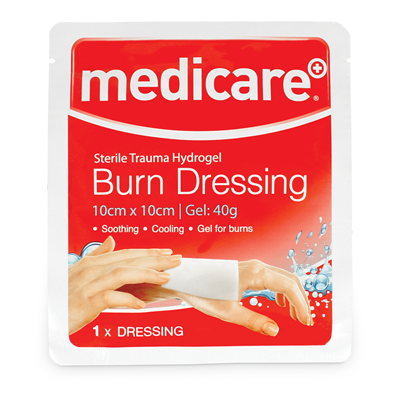 medicare®
Sterile Trauma Hydrogel
Burn Dressing
10cm x 10cm | Gel: 40g
• Soothing • Cooling • Gel for burns
1 x DRESSING